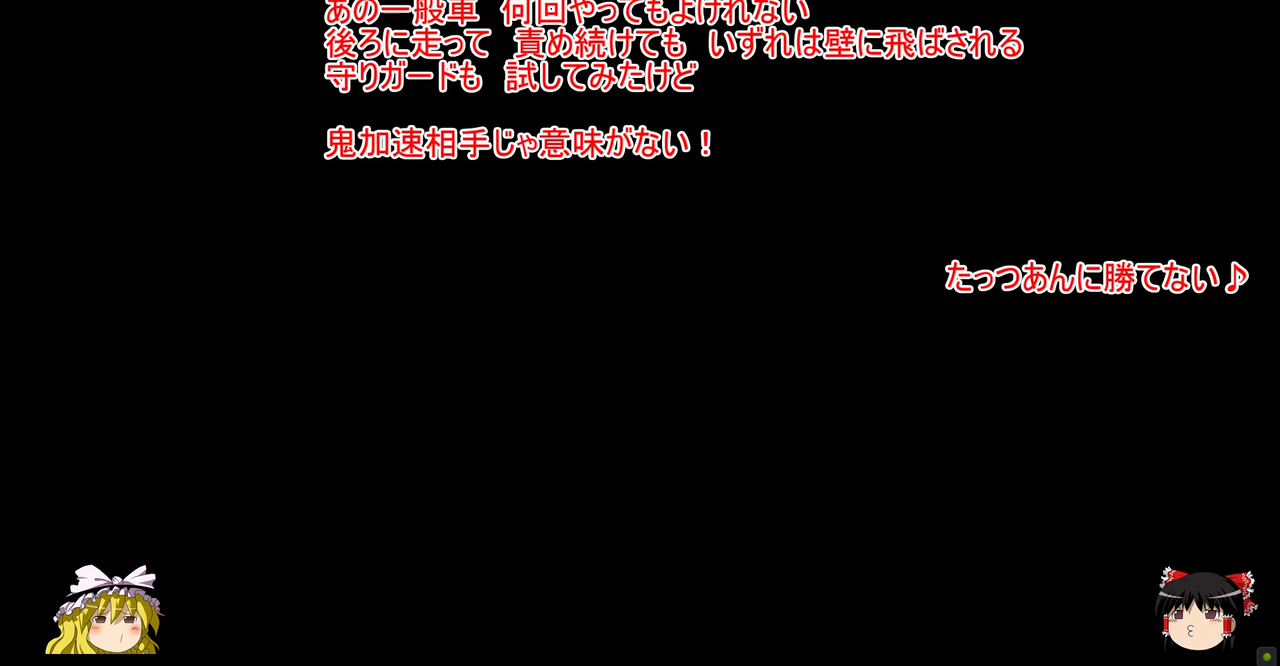 あの一般車　何回やってもよけれない
後ろに走って　責め続けても　いずれは壁に飛ばされる
守りガードも　試してみたけど
鬼加速相手じゃ意味がない！
たっつあんに勝てない♪